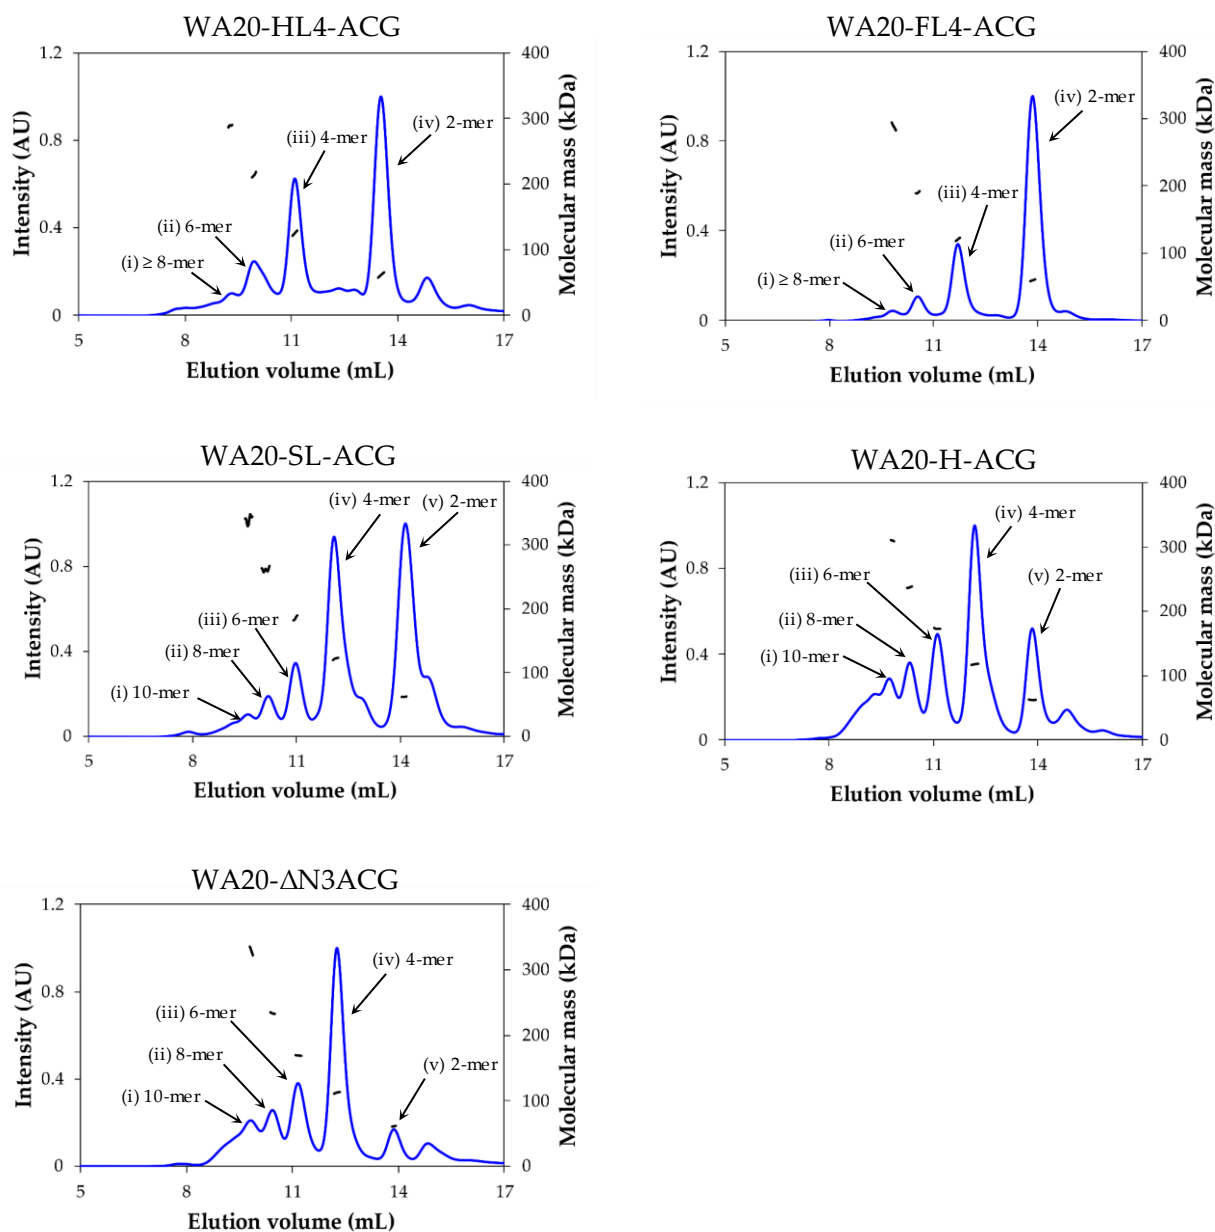 WA20-HL4-ACG
1.2
0.8
0.4
0
400
300
200
100
0
Intensity (AU)
Molecular mass (kDa)
(iv) 2-mer
(iii) 4-mer
(ii) 6-mer
(i) ≥ 8-mer
5 8 11 14 17
Elution volume (mL)
WA20-FL4-ACG
1.2
0.8
0.4
0
400
300
200
100
0
Intensity (AU)
Molecular mass (kDa)
(iv) 2-mer
(iii) 4-mer
(ii) 6-mer
(i) ≥ 8-mer
5 8 11 14 17
Elution volume (mL)
WA20-SL-ACG
1.2
0.8
0.4
0
400
300
200
100
0
Intensity (AU)
Molecular mass (kDa)
(iv) 4-mer (v) 2-mer
(iii) 6-mer
(ii) 8-mer
(i) 10-mer
5 8 11 14 17
Elution volume (mL)
WA20-H-ACG
1.2
0.8
0.4
0
400
300
200
100
0
Intensity (AU)
Molecular mass (kDa)
(iv) 4-mer
(iii) 6-mer
(v) 2-mer
(ii) 8-mer
(i) 10-mer
5 8 11 14 17
Elution volume (mL)
WA20-ΔN3ACG
1.2
0.8
0.4
0
400
300
200
100
0
Intensity (AU)
Molecular mass (kDa)
(iv) 4-mer
(iii) 6-mer
(ii) 8-mer
(v) 2-mer
(i) 10-mer
5 8 11 14 17
Elution volume (mL)